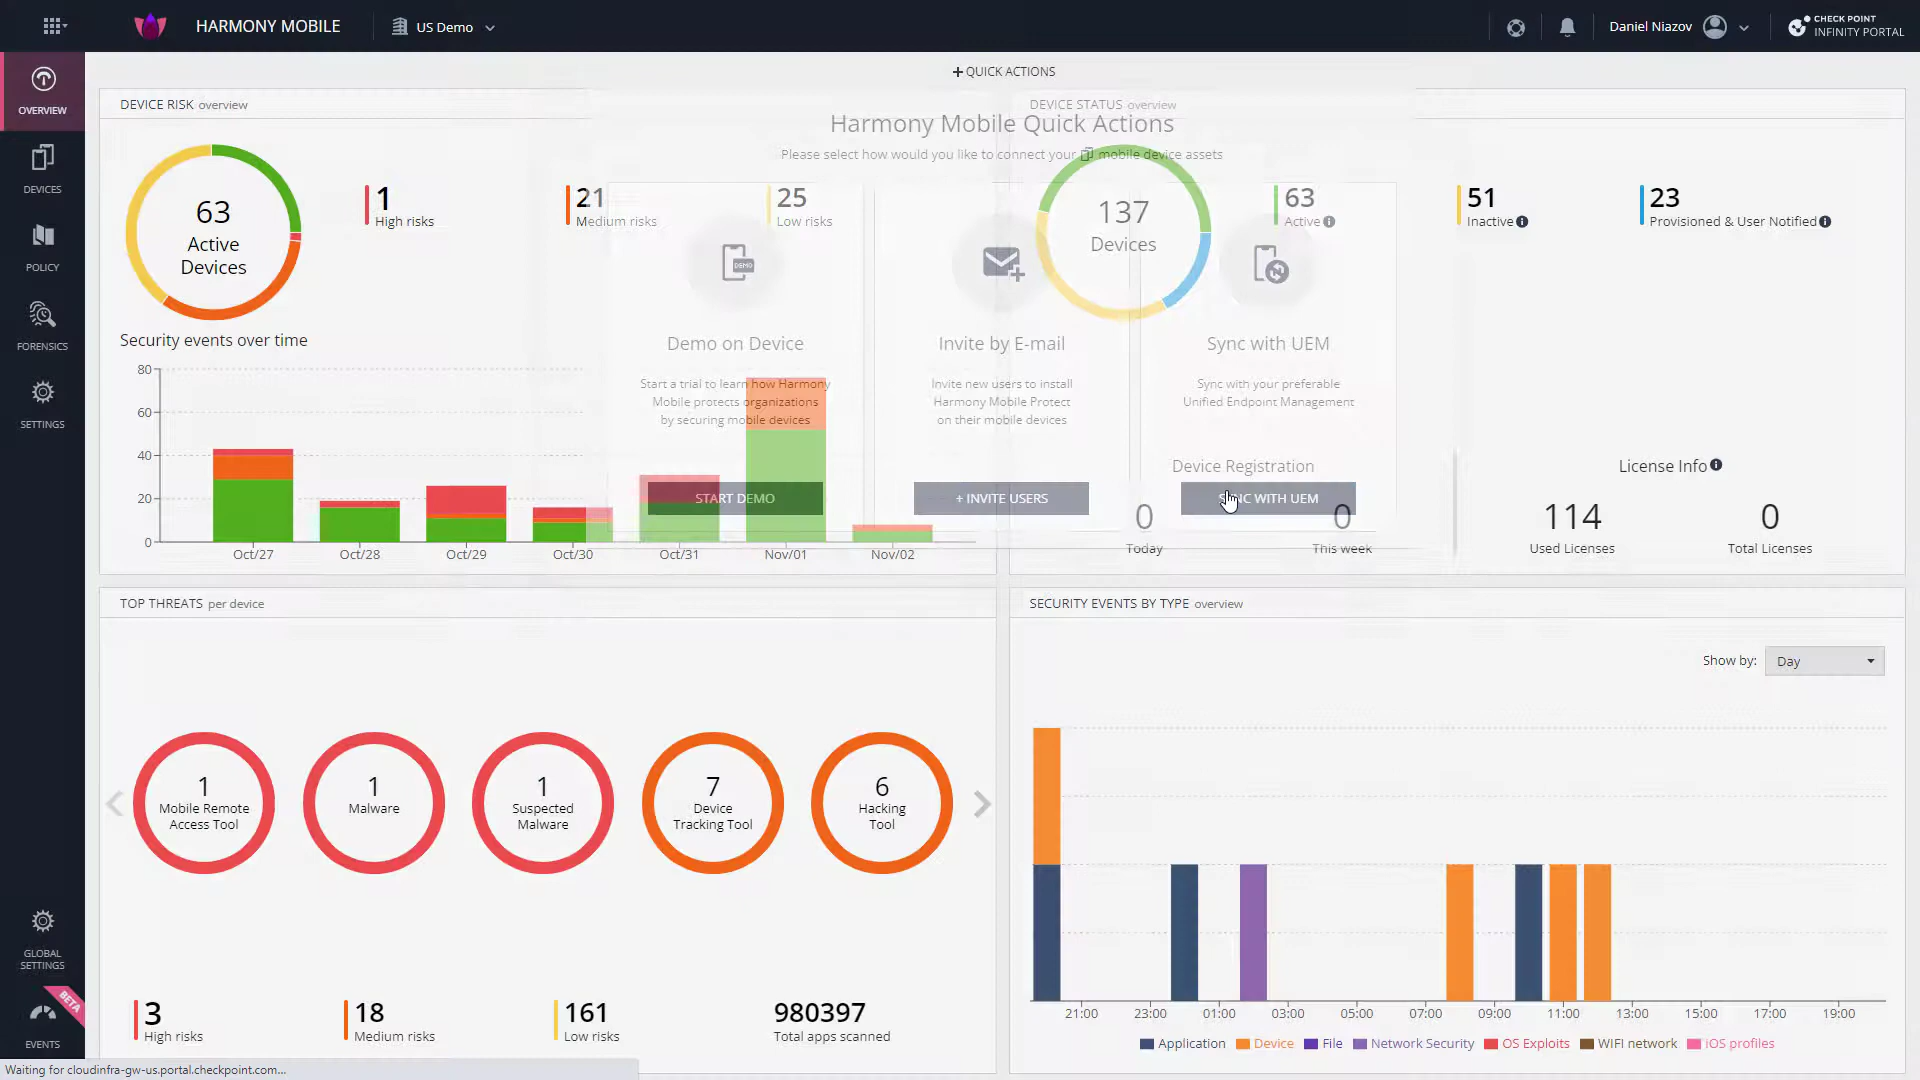 HARMONY MOBILE
US Demo
Daniel Niazov
CHECK POINT
INFINITY PORTAL
OVERVIEW
DEVICES
POLICY
FORENSICS
SETTINGS
GLOBAL
SETTINGS
BETA
EVENTS
+ QUICK ACTIONS
DEVICE RISK overview
63
Active
Devices
1
High risks
21
Medium risks
25
Low risks
Security events over time
80
60
40
20
0
Oct/27
Oct/28
Oct/29
Oct/30
Oct/31
Nov/01
Nov/02
Harmony Mobile Quick Actions
Please select how would you like to connect your mobile device assets
Demo on Device
Start a trial to learn how Harmony
Mobile protects organizations
by securing mobile devices
START DEMO
DEMO
Invite by E-mail
Invite new users to install
Harmony Mobile Protect
on their mobile devices
+ INVITE USERS
Sync with UEM
Sync with your preferable
Unified Endpoint Management
SYNC WITH UEM
DEVICE STATUS overview
137
Devices
63
Active
51
Inactive
23
Provisioned & User Notified
Device Registration
0
Today
0
This week
License Info
114
Used Licenses
0
Total Licenses
TOP THREATS per device
1
Mobile Remote
Access Tool
1
Malware
1
Suspected
Malware
7
Device
Tracking Tool
6
Hacking
Tool
3
High risks
18
Medium risks
161
Low risks
980397
Total apps scanned
SECURITY EVENTS BY TYPE overview
Show by:
Day
21:00
23:00
01:00
03:00
05:00
07:00
09:00
11:00
13:00
15:00
17:00
19:00
Application
Device
File
Network Security
OS Exploits
WIFI network
iOS profiles
Waiting for cloudinfra-gw-us.portal.checkpoint.com...